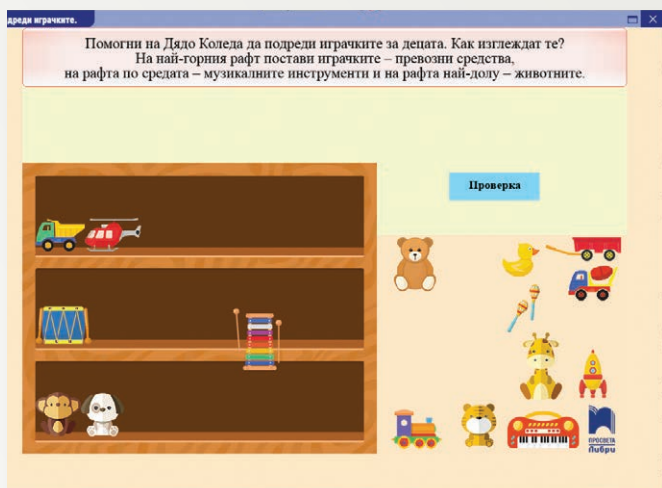 дреди играчките.
Помогни на Дядо Коледа да подреди играчките за децата. Как изглеждат те?
На най-горния рафт постави играчките – превозни средства,
на рафта по средата – музикалните инструменти и на рафта най-долу – животните.
Проверка
ПРОСВЕТА
Либри